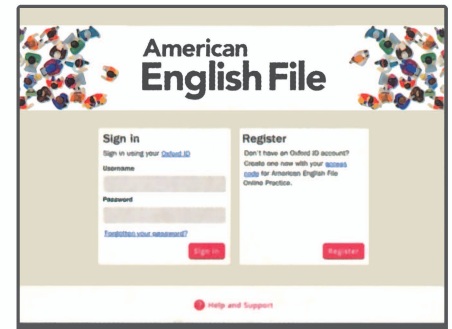 American
English File
Sign in
Sign in using your Oxford ID
Username
Password
Forgotten your password?
Sign in
Register
Don't have an Oxford ID account?
Create one now with your access
code for American English File
Online Practice.
Register
Help and Support